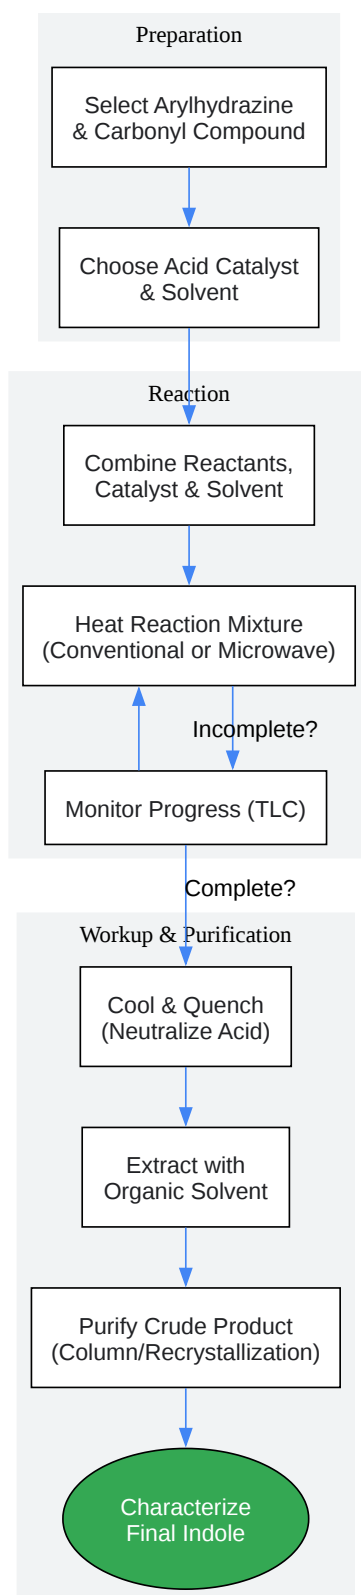 Preparation
Select Arylhydrazine
& Carbonyl Compound
Choose Acid Catalyst
& Solvent
Reaction
Combine Reactants,
Catalyst & Solvent
Heat Reaction Mixture
(Conventional or Microwave)
Incomplete?
Monitor Progress (TLC)
Complete?
Workup & Purification
Cool & Quench
(Neutralize Acid)
Extract with
Organic Solvent
Purify Crude Product
(Column/Recrystallization)
Characterize
Final Indole